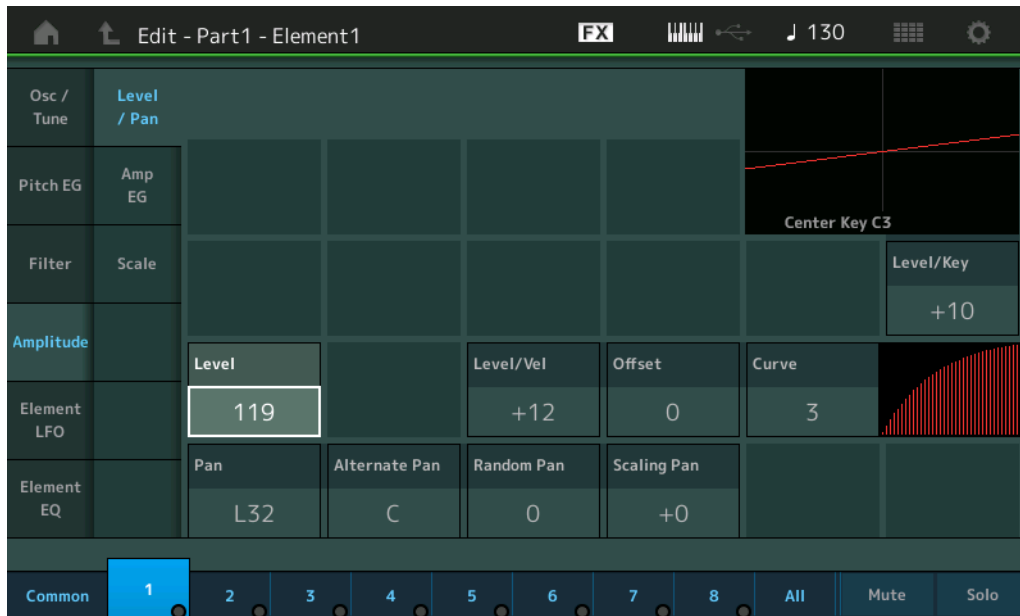 Edit - Part1 - Element1
FX
♩ 130
Osc /
Tune
Level
/ Pan
Pitch EG
Amp
EG
Center Key C3
Filter
Scale
Level/Key
+10
Amplitude
Level
Level/Vel
Offset
Curve
119
+12
0
3
Element
LFO
Pan
Alternate Pan
Random Pan
Scaling Pan
L32
C
0
+0
Element
EQ
Common
1
2
3
4
5
6
7
8
All
Mute
Solo